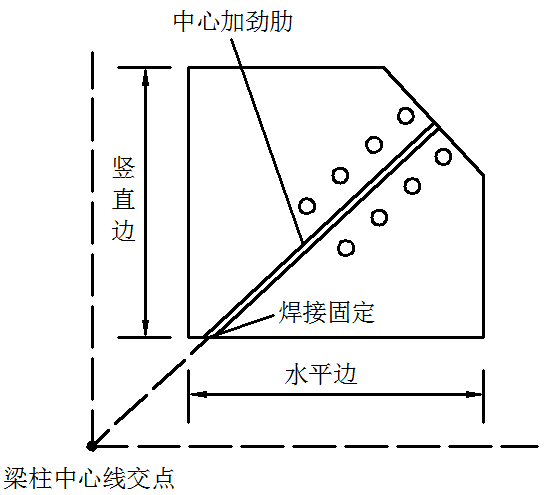 中心加劲肋
竖直边
焊接固定
水平边
梁柱中心线交点